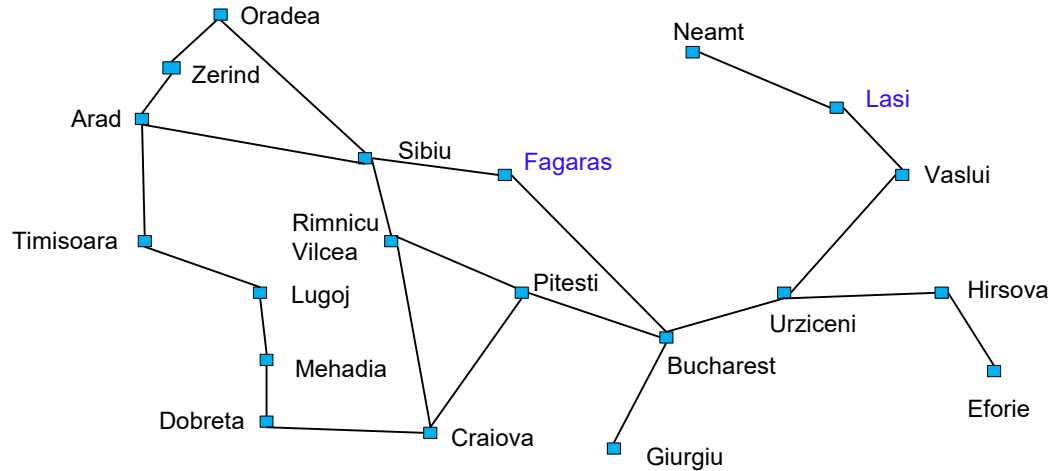 Oradea
Neamt
Zerind
Lasi
Arad
Sibiu
Fagaras
Vaslui
Rimnicu
Vilcea
Timisoara
Pitesti
Lugoj
Hirsova
Urziceni
Mehadia
Bucharest
Dobreta
Eforie
Craiova
Giurgiu